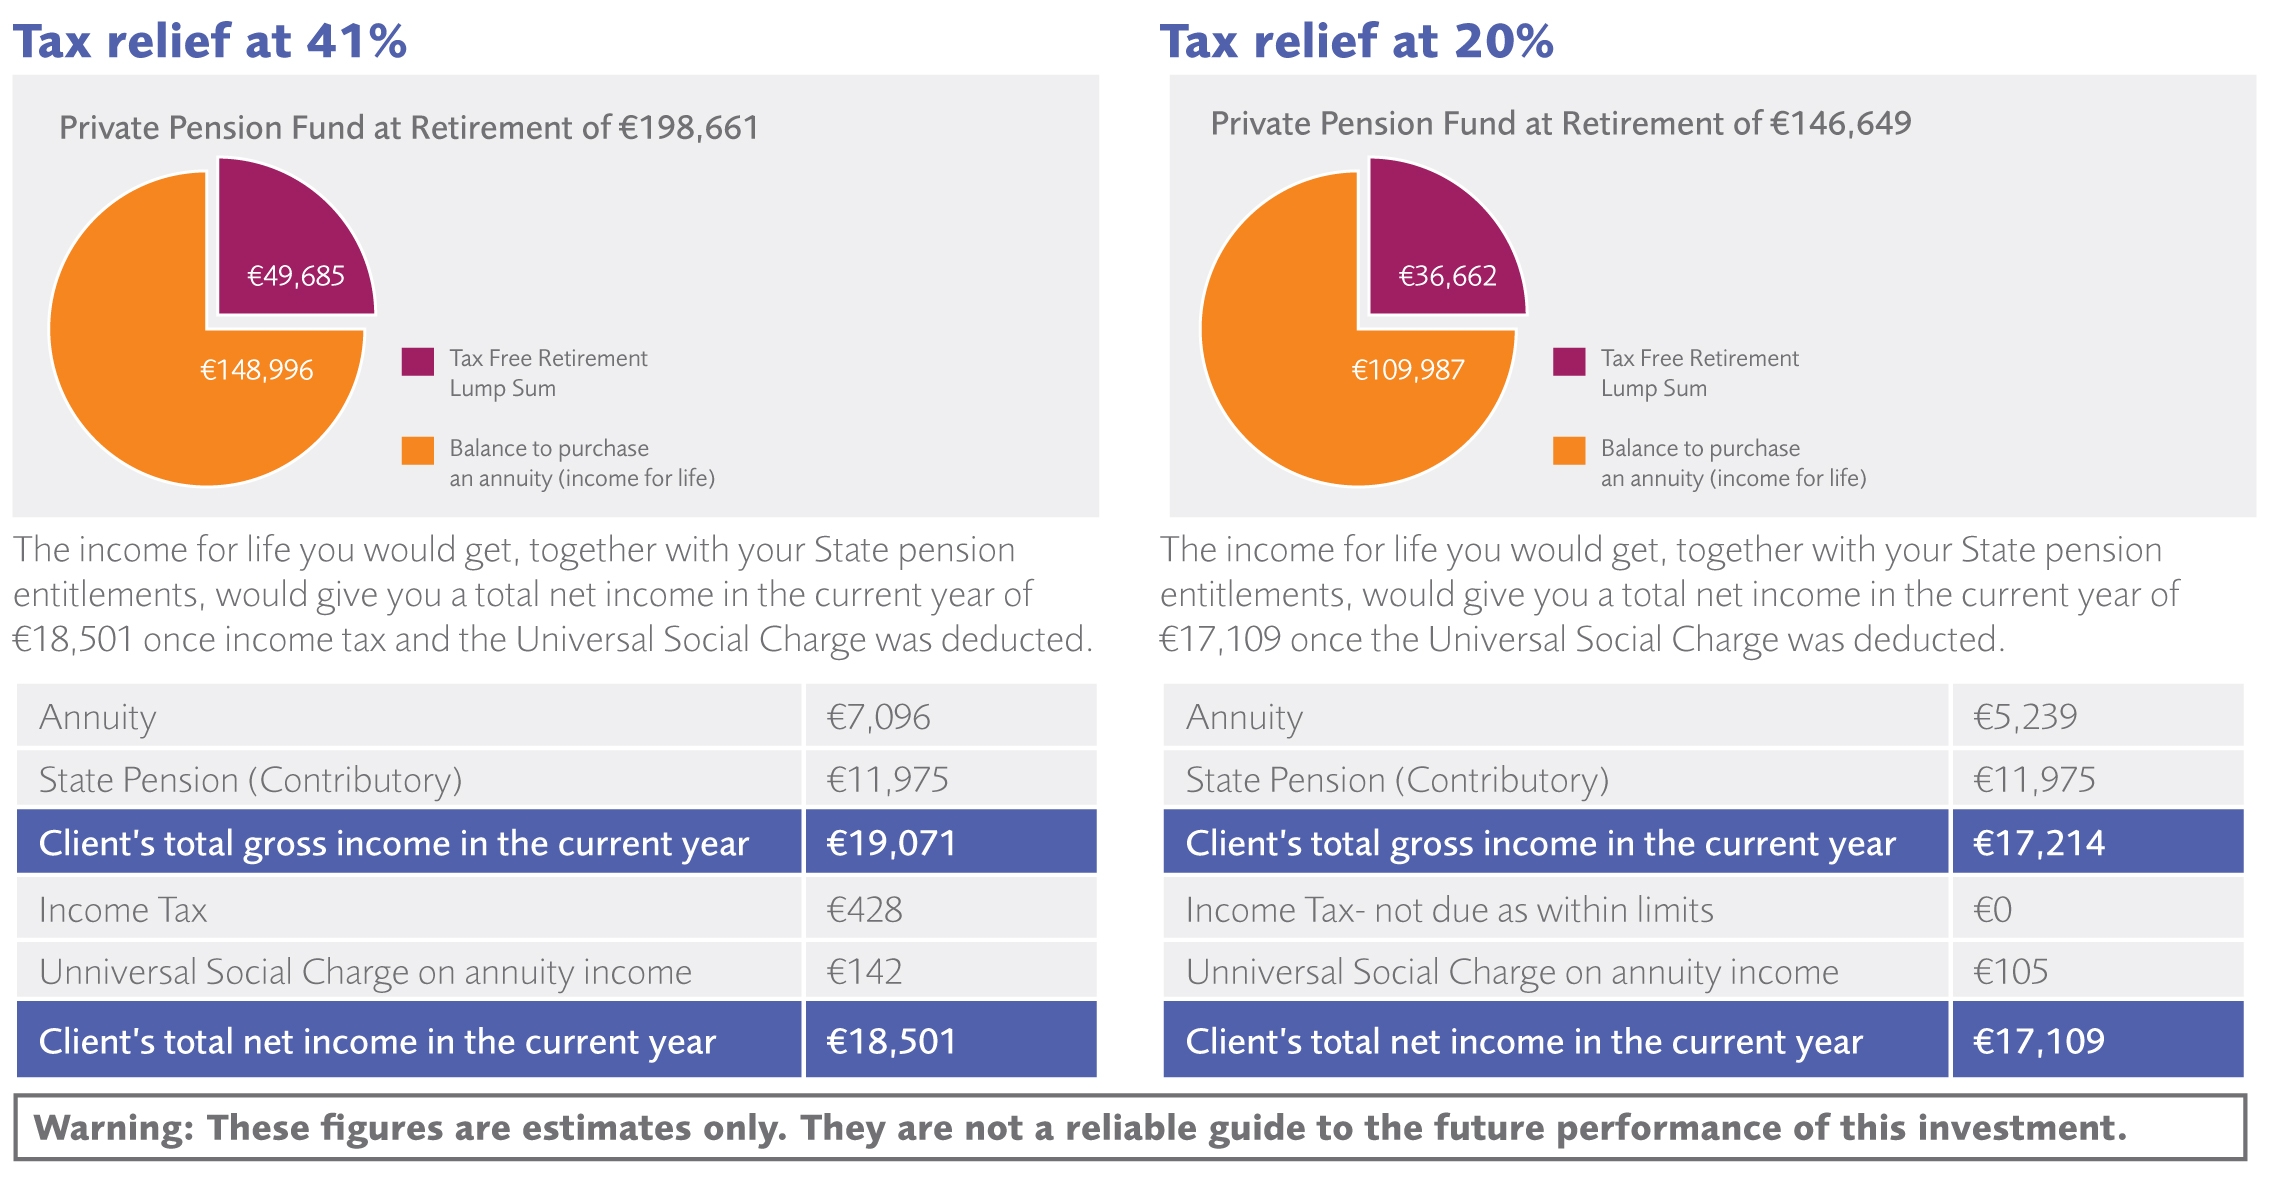 Tax relief at 41%
Private Pension Fund at Retirement of €198,661
€49,685
€148,996
Tax Free Retirement
Lump Sum
Balance to purchase
an annuity (income for life)
The income for life you would get, together with your State pension
entitlements, would give you a total net income in the current year of
€18,501 once income tax and the Universal Social Charge was deducted.
Annuity €7,096
State Pension (Contributory) €11,975
Client's total gross income in the current year €19,071
Income Tax €428
Unniversal Social Charge on annuity income €142
Client's total net income in the current year €18,501
Tax relief at 20%
Private Pension Fund at Retirement of €146,649
€36,662
€109,987
Tax Free Retirement
Lump Sum
Balance to purchase
an annuity (income for life)
The income for life you would get, together with your State pension
entitlements, would give you a total net income in the current year of
€17,109 once the Universal Social Charge was deducted.
Annuity €5,239
State Pension (Contributory) €11,975
Client's total gross income in the current year €17,214
Income Tax- not due as within limits €0
Unniversal Social Charge on annuity income €105
Client's total net income in the current year €17,109
Warning: These figures are estimates only. They are not a reliable guide to the future performance of this investment.